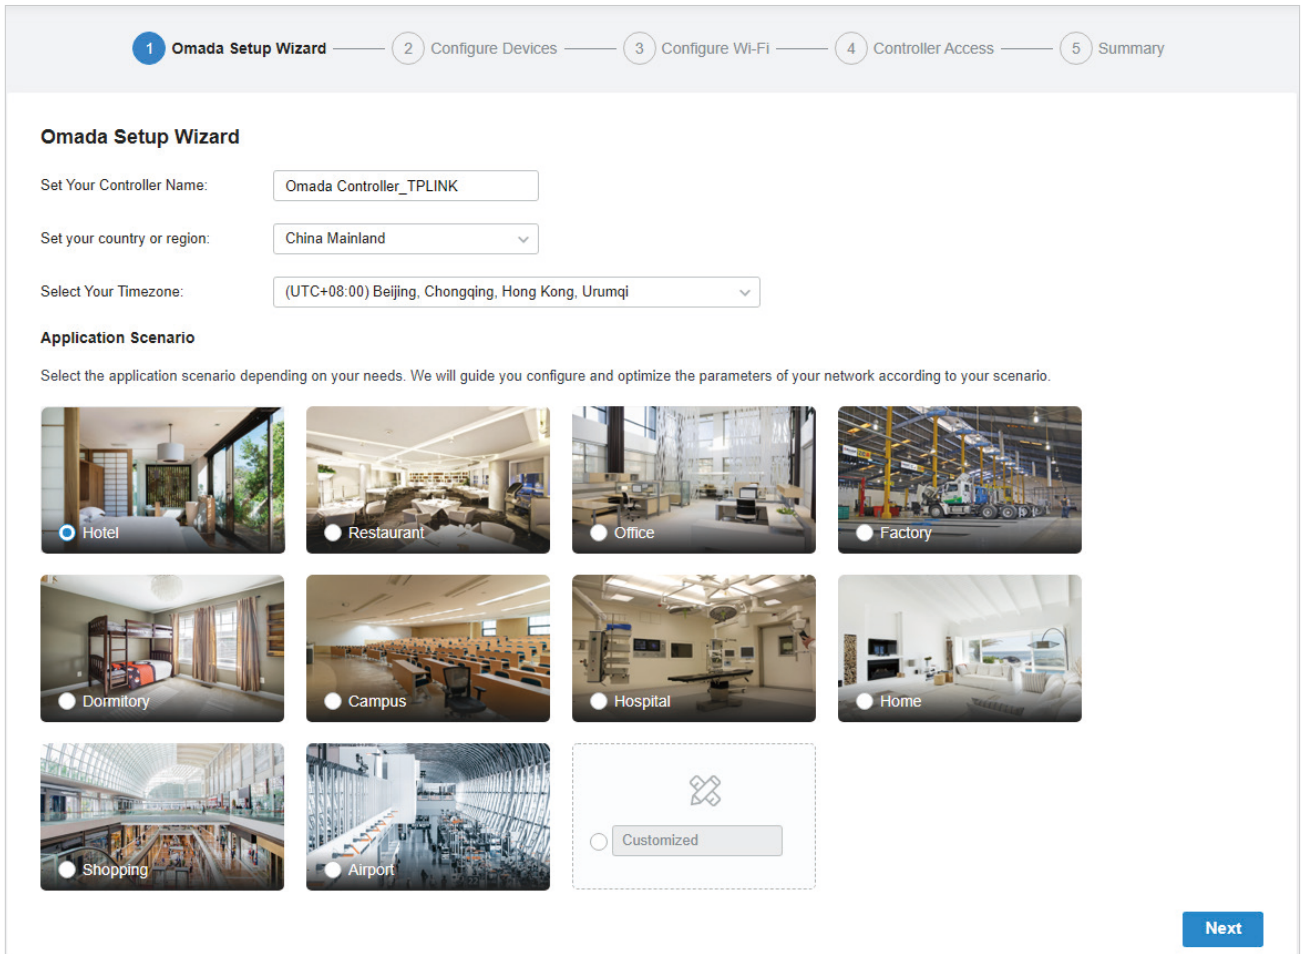 1 Omada Setup Wizard 2 Configure Devices 3 Configure Wi-Fi 4 Controller Access 5 Summary
Omada Setup Wizard
Set Your Controller Name: Omada Controller_TPLINK
Set your country or region: China Mainland
Select Your Timezone: (UTC+08:00) Beijing, Chongqing, Hong Kong, Urumqi
Application Scenario
Select the application scenario depending on your needs. We will guide you configure and optimize the parameters of your network according to your scenario.
Hotel Restaurant Office Factory
Dormitory Campus Hospital Home
Shopping Airport Customized
Next